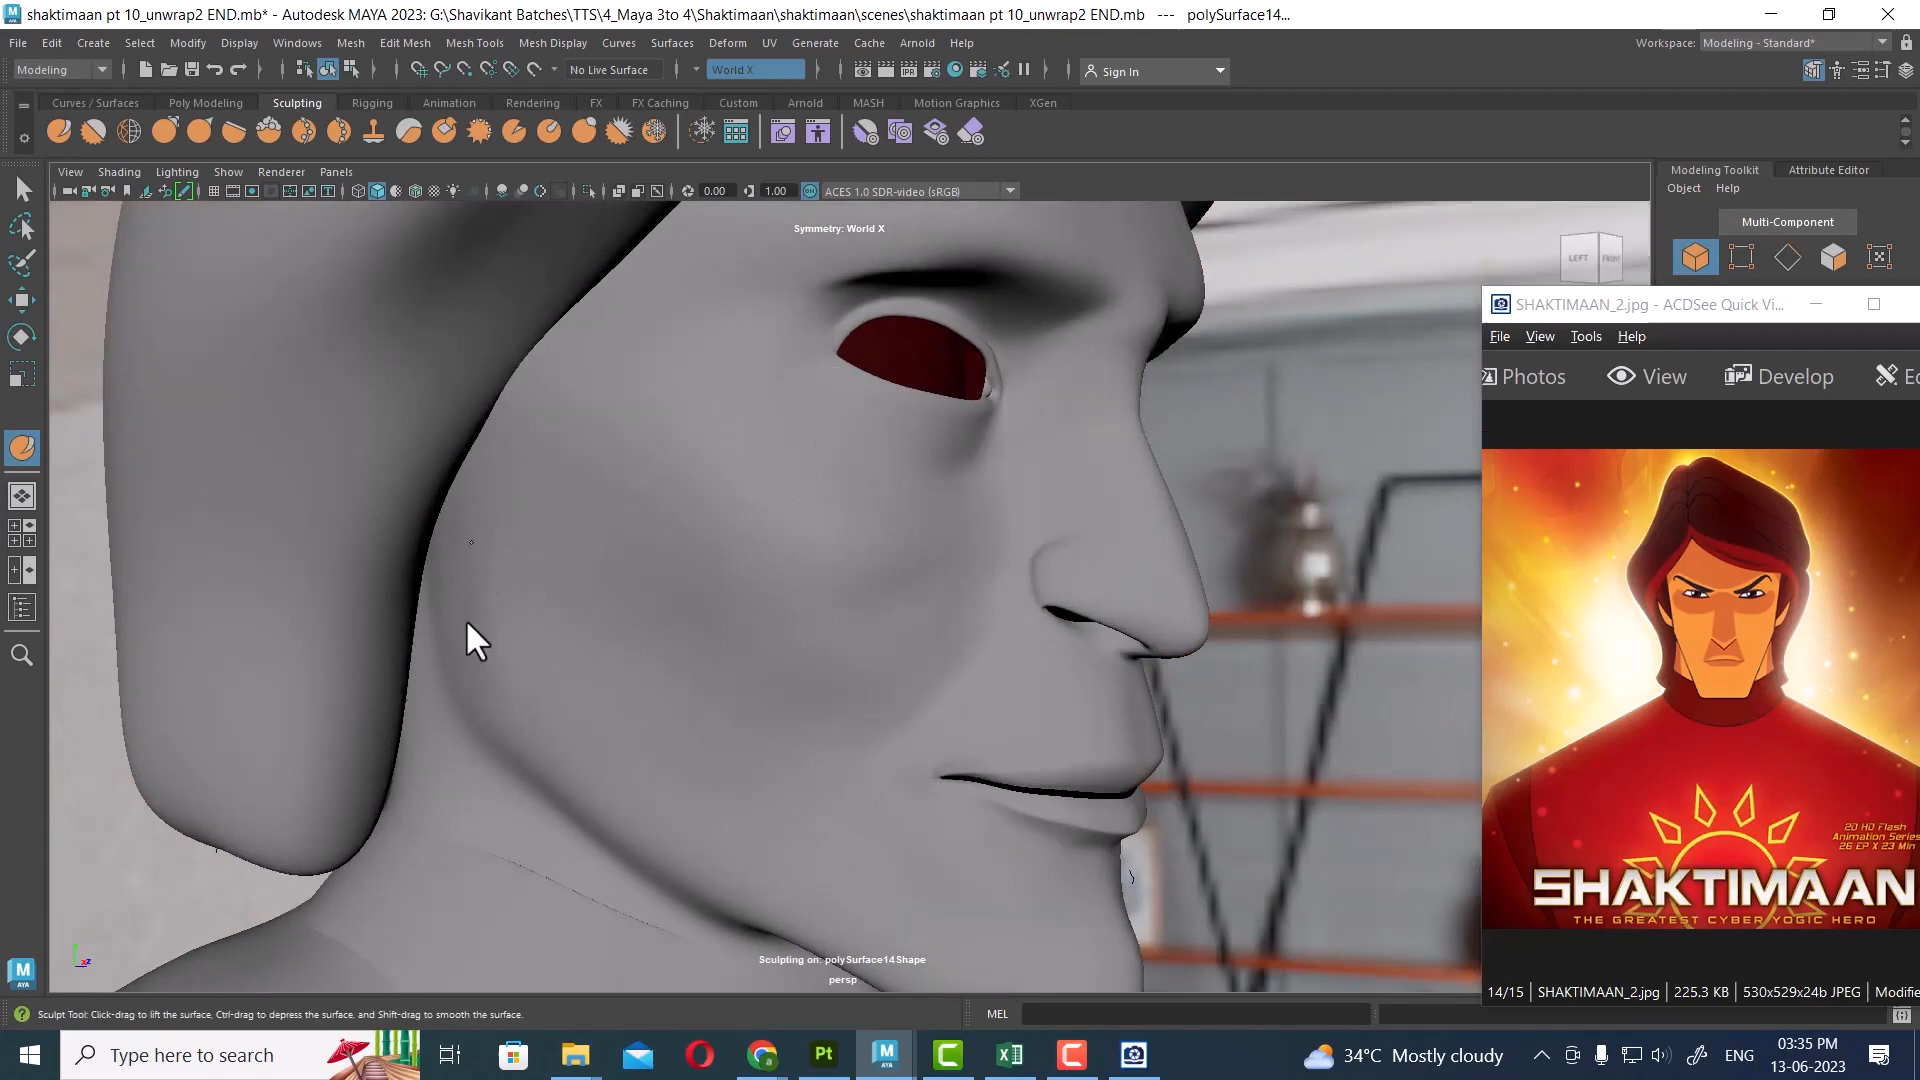 shaktimaan pt 10_unwrap2 END.mb* - Autodesk MAYA 2023: G:\Shavikant Batches\TTS\4_Maya 3to 4\Shaktimaan\shaktimaan\scenes\shaktimaan pt 10_unwrap2 END.mb --- polySurface14...
File Edit Create Select Modify Display Windows Mesh Edit Mesh Mesh Tools Mesh Display Curves Surfaces Deform UV Generate Cache Arnold Help
Workspace: Modeling - Standard*
Modeling No Live Surface World X Sign In
Curves / Surfaces Poly Modeling Sculpting Rigging Animation Rendering FX FX Caching Custom Arnold MASH Motion Graphics XGen
View Shading Lighting Show Renderer Panels
0.00 1.00 ACES 1.0 SDR-video (sRGB)
Modeling Toolkit Attribute Editor
Object Help
Multi-Component
Symmetry: World X
LEFT FRONT
SHAKTIMAAN_2.jpg - ACDSee Quick Vi...
File View Tools Help
Photos View Develop Ed
20 HD Flash
Animation Series
26 EP X 23 Min
SHAKTIMAAN
THE GREATEST CYBER YOGIC HERO
14/15 SHAKTIMAAN_2.jpg 225.3 KB 530x529x24b JPEG Modifie
Sculpting on: polySurface14Shape
persp
Sculpt Tool: Click-drag to lift the surface, Ctrl-drag to depress the surface, and Shift-drag to smooth the surface.
MEL
M
AYA
Type here to search
34°C Mostly cloudy
ENG
03:35 PM
13-06-2023